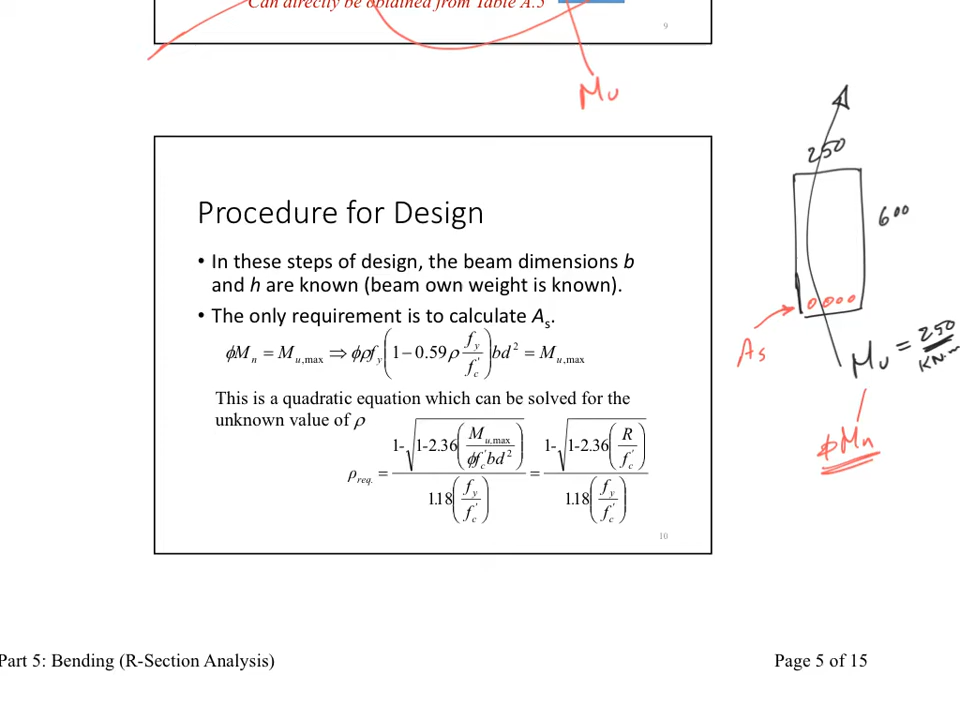 Can directly be obtained from Table A.5
9
Mu
250
600
Procedure for Design
• In these steps of design, the beam dimensions b
and h are known (beam own weight is known).
• The only requirement is to calculate As.
ϕMn = Mu,max ⇒ ϕρfy(1−0.59ρ fy/f'c)bd² = Mu,max
As
Mu = 250
KN.m
This is a quadratic equation which can be solved for the
unknown value of ρ
ϕMn
ρreq. = (1-√(1-2.36(Mu,max/ϕf'cbd²)))/(1.18(fy/f'c)) = (1-√(1-2.36(R/f'c)))/(1.18(fy/f'c))
10
Part 5: Bending (R-Section Analysis)
Page 5 of 15